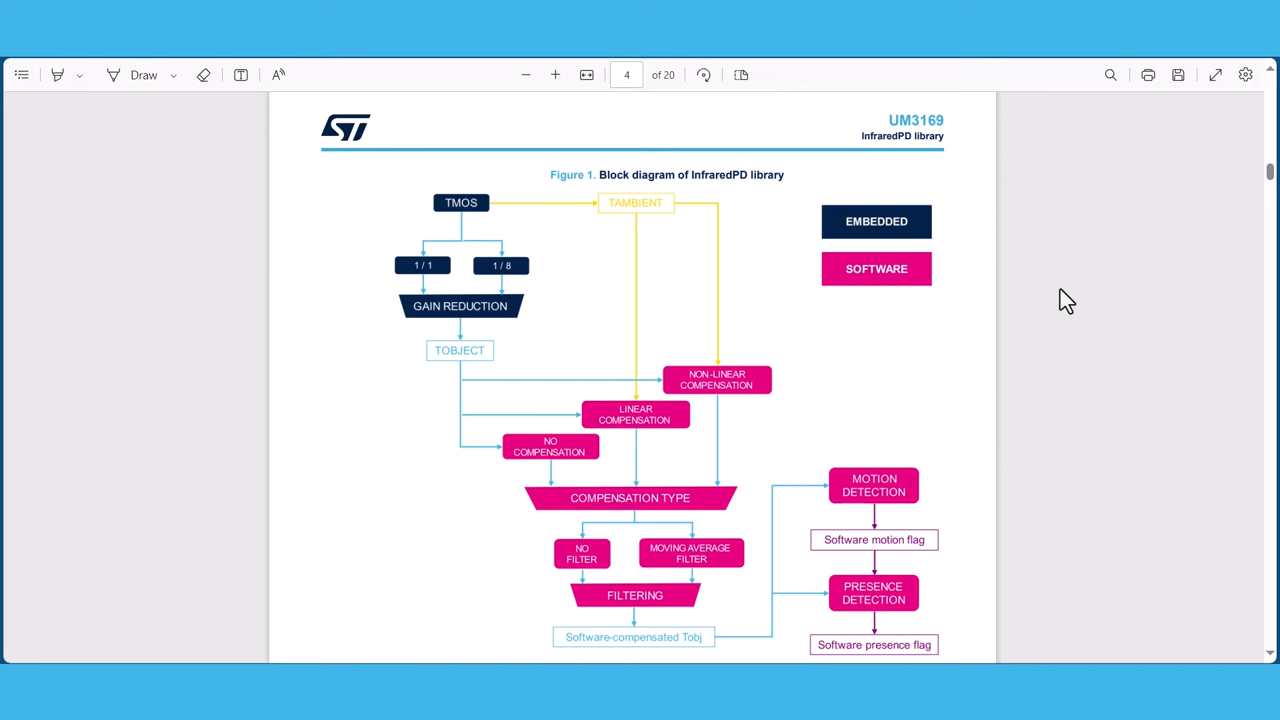 Draw
4
of 20
ST
UM3169
InfraredPD library
Figure 1. Block diagram of InfraredPD library
TMOS
TAMBIENT
EMBEDDED
1 / 1
1 / 8
SOFTWARE
GAIN REDUCTION
TOBJECT
NON-LINEAR
COMPENSATION
LINEAR
COMPENSATION
NO
COMPENSATION
COMPENSATION TYPE
MOTION
DETECTION
Software motion flag
NO
FILTER
MOVING AVERAGE
FILTER
PRESENCE
DETECTION
FILTERING
Software-compensated Tobj
Software presence flag